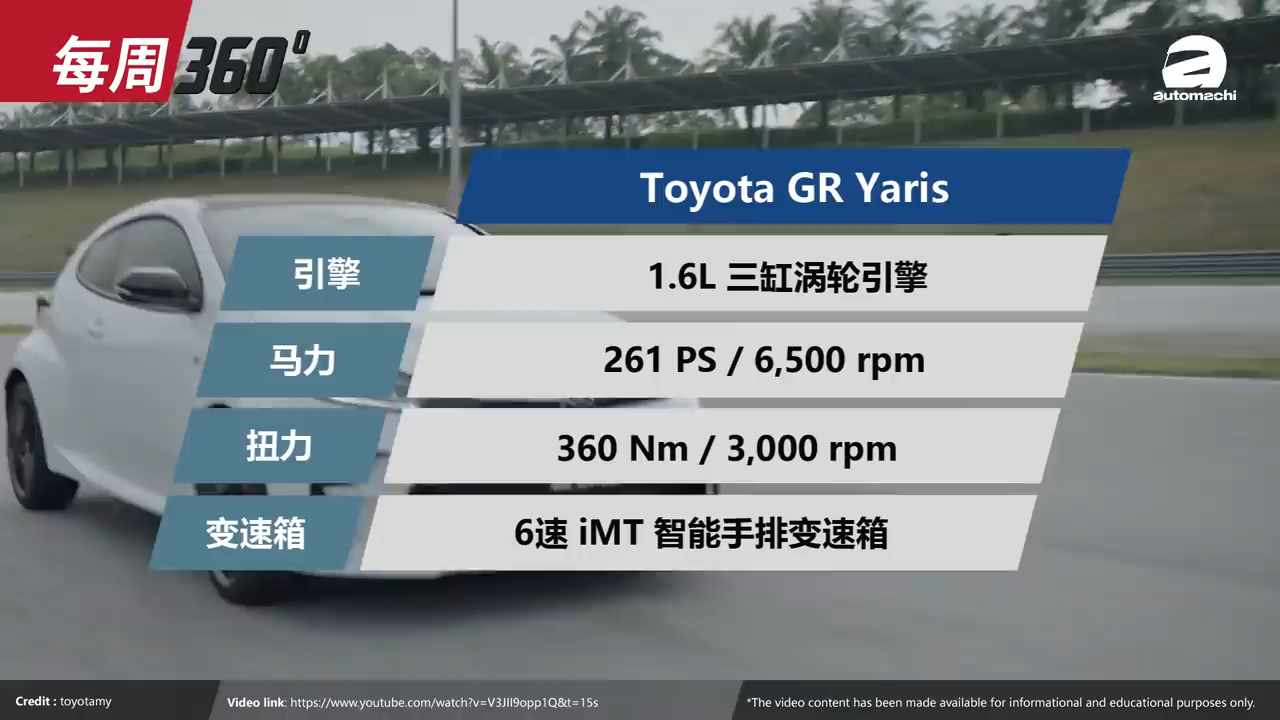 每周360°
automachi
Toyota GR Yaris
引擎 1.6L 三缸涡轮引擎
马力 261 PS / 6,500 rpm
扭力 360 Nm / 3,000 rpm
变速箱 6速 iMT 智能手排变速箱
Credit : toyotamy
Video link: https://www.youtube.com/watch?v=V3JII9opp1Q&t=15s
*The video content has been made available for informational and educational purposes only.